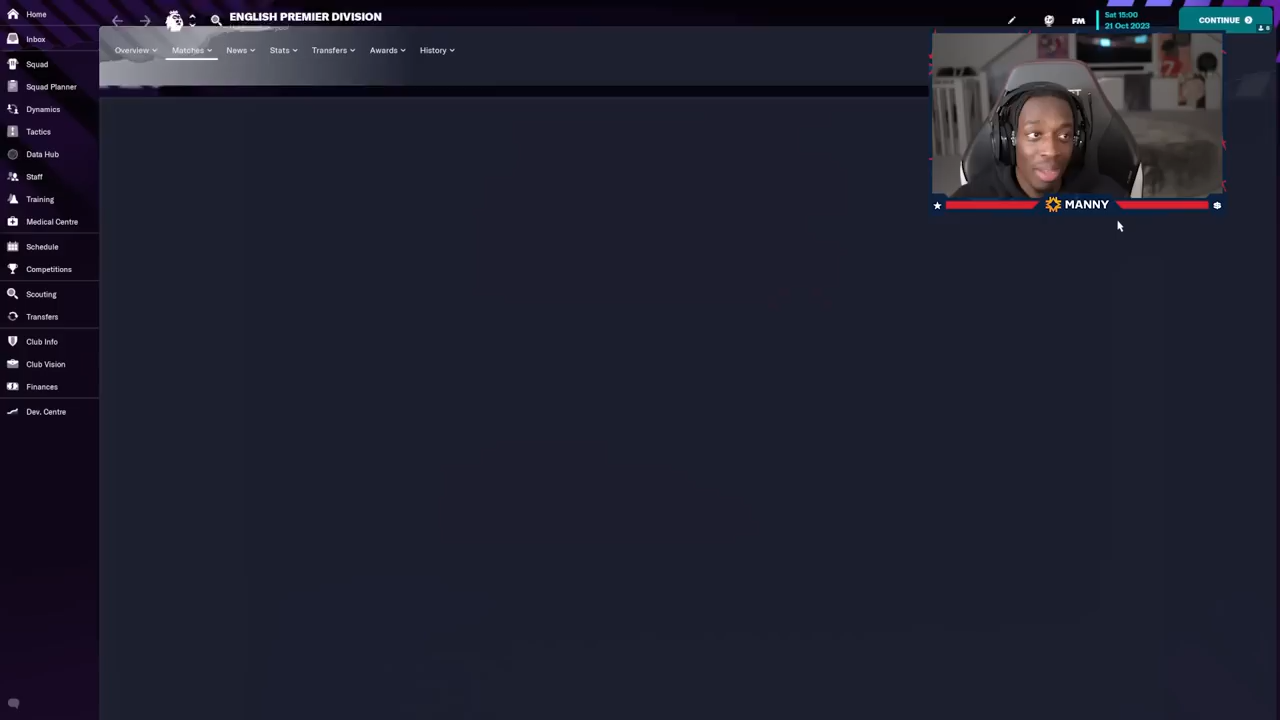 Home
ENGLISH PREMIER DIVISION
FM
Sat 15:00
21 Oct 2023
CONTINUE
Inbox
Overview
Matches
News
Stats
Transfers
Awards
History
Squad
Squad Planner
Dynamics
Tactics
Data Hub
Staff
Training
MANNY
Medical Centre
Schedule
Competitions
Scouting
Transfers
Club Info
Club Vision
Finances
Dev. Centre